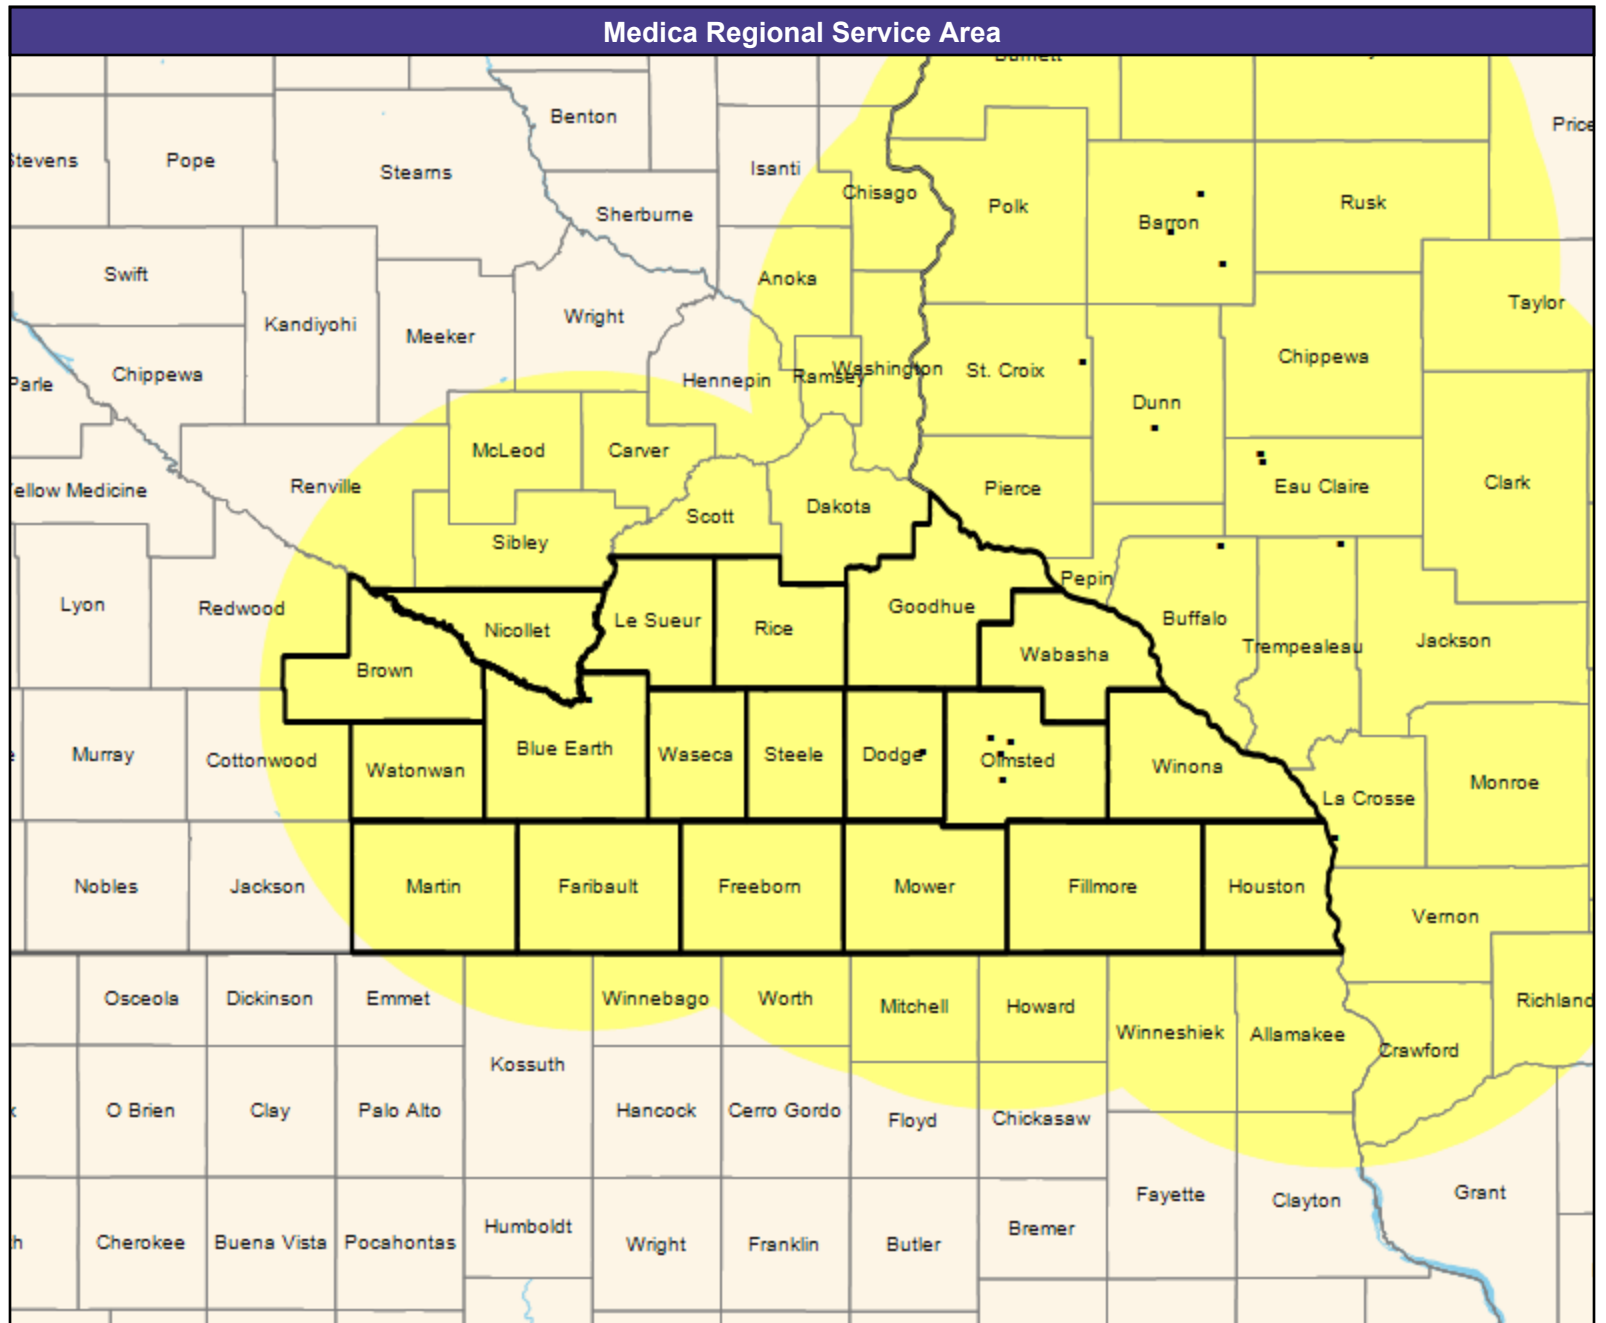 Medica Regional Service Area
Price
Benton
Stevens
Pope
Isanti
Stearns
Chisago
Rusk
Polk
Sherburne
Barron
Swift
Anoka
Taylor
Wright
Kandiyohi
Meeker
Chippewa
Washington
St. Croix
Chippewa
Parle
Hennepin
Ramsey
Dunn
McLeod
Carver
Clark
Renville
Eau Claire
Pierce
Yellow Medicine
Dakota
Scott
Sibley
Pepin
Lyon
Redwood
Goodhue
Le Sueur
Buffalo
Rice
Nicollet
Jackson
Trempealeau
Wabasha
Brown
Blue Earth
Murray
Waseca
Steele
Dodge
Cottonwood
Olmsted
Winona
Watonwan
Monroe
La Crosse
Nobles
Jackson
Martin
Faribault
Freeborn
Mower
Fillmore
Houston
Vernon
Osceola
Dickinson
Emmet
Winnebago
Worth
Richland
Mitchell
Howard
Winneshiek
Allamakee
Crawford
Kossuth
O Brien
Clay
Palo Alto
Hancock
Cerro Gordo
Floyd
Chickasaw
Fayette
Clayton
Grant
Humboldt
Bremer
Cherokee
Buena Vista
Pocahontas
Wright
Franklin
Butler